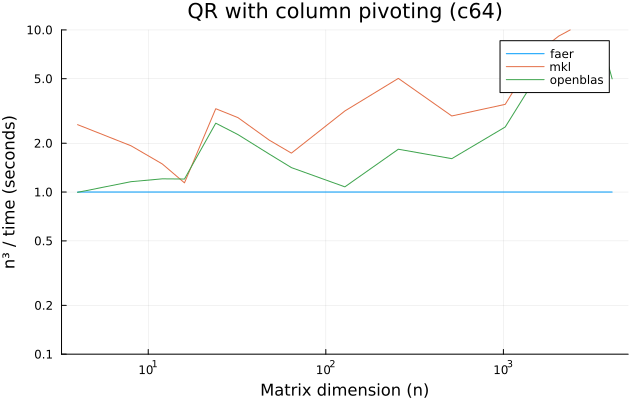 QR with column pivoting (c64)
n³ / time (seconds)
10.0
5.0
2.0
1.0
0.5
0.2
0.1
faer
mkl
openblas
10¹ 10² 10³
Matrix dimension (n)